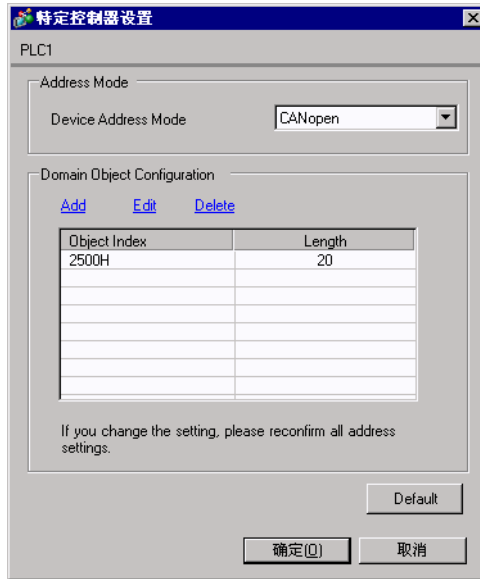 特定控制器设置
PLC1
Address Mode
Device Address Mode CANopen
Domain Object Configuration
Add Edit Delete
Object Index Length
2500H 20
If you change the setting, please reconfirm all address
settings.
Default
确定(O) 取消